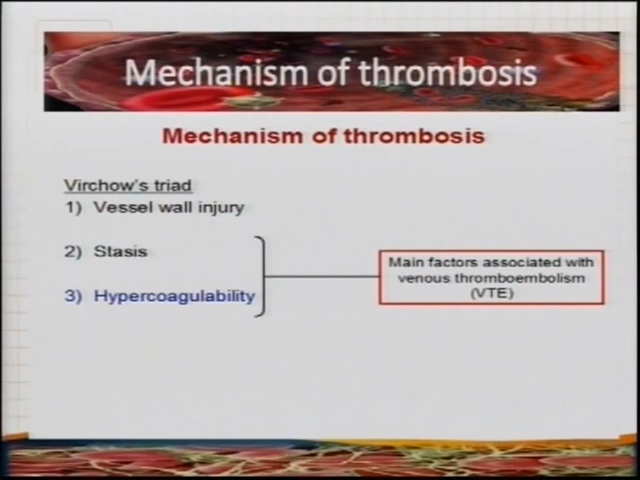 Mechanism of thrombosis
Mechanism of thrombosis
Virchow's triad
1) Vessel wall injury
2) Stasis
3) Hypercoagulability
Main factors associated with
venous thromboembolism
(VTE)